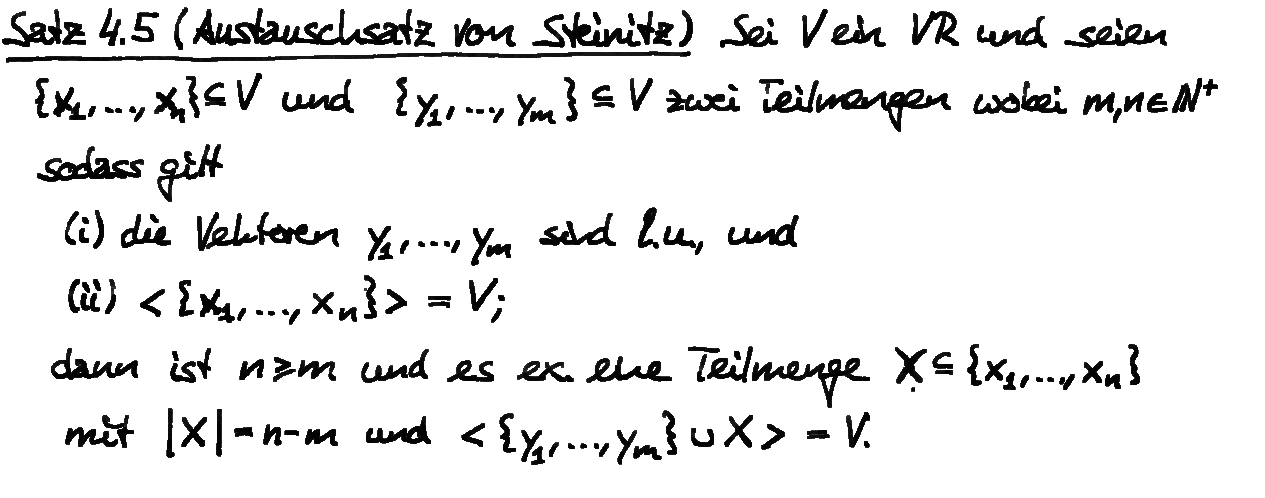 Satz 4.5 (Austauschsatz von Steinitz) Sei V ein VR und seien
{x₁,...,xₙ}⊆V und {y₁,...,yₘ}⊆V zwei Teilmengen wobei m,n∈ℕ⁺
sodass gilt
(i) die Vektoren y₁,...,yₘ sind l.u., und
(ii) <{x₁,...,xₙ}> = V;
dann ist n≥m und es ex. eine Teilmenge X⊆{x₁,...,xₙ}
mit |X|=n-m und <{y₁,...,yₘ}∪X> = V.